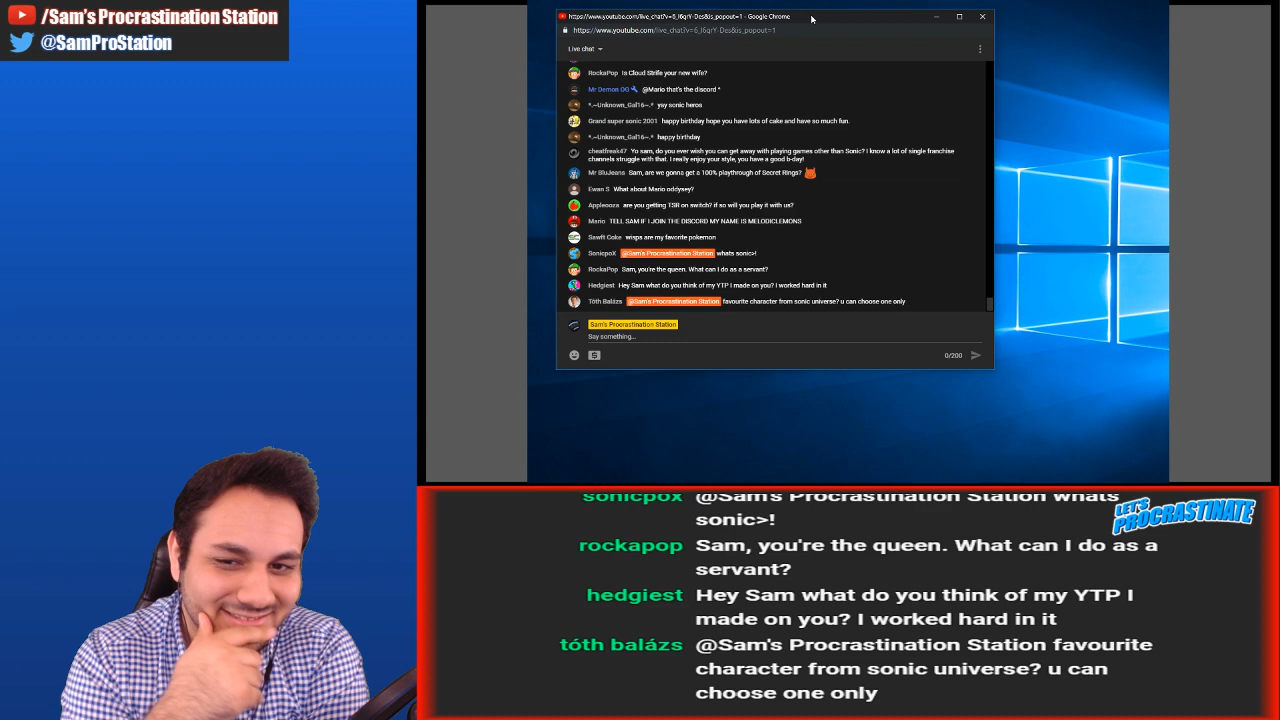 /Sam's Procrastination Station
@SamProStation
https://www.youtube.com/live_chat?v=6_l6qrY-Des&is_popout=1 - Google Chrome
https://www.youtube.com/live_chat?v=6_l6qrY-Des&is_popout=1
Live chat
RockaPop Is Cloud Strife your new wife?
Mr Demon OG @Mario that's the discord ^
*.~Unknown_Gal16~.* yay sonic heros
Grand super sonic 2001 happy birthday hope you have lots of cake and have so much fun.
*.~Unknown_Gal16~.* happy birthday
cheatfreak47 Yo sam, do you ever wish you can get away with playing games other than Sonic? I know a lot of single franchise
channels struggle with that. I really enjoy your style, you have a good b-day!
Mr BluJeans Sam, are we gonna get a 100% playthrough of Secret Rings?
Ewan S What about Mario oddysey?
Appleooza are you getting TSR on switch? if so will you play it with us?
Mario TELL SAM IF I JOIN THE DISCORD MY NAME IS MELODICLEMONS
Sawft Coke wisps are my favorite pokemon
SonicpoX @Sam's Procrastination Station whats sonic>!
RockaPop Sam, you're the queen. What can I do as a servant?
Hedgiest Hey Sam what do you think of my YTP I made on you? I worked hard in it
Tóth Balázs @Sam's Procrastination Station favourite character from sonic universe? u can choose one only
Sam's Procrastination Station
Say something...
0/200
LET'S
PROCRASTINATE
sonicpox @Sam's Procrastination Station whats
sonic>!
rockapop Sam, you're the queen. What can I do as a
servant?
hedgiest Hey Sam what do you think of my YTP I
made on you? I worked hard in it
tóth balázs @Sam's Procrastination Station favourite
character from sonic universe? u can
choose one only